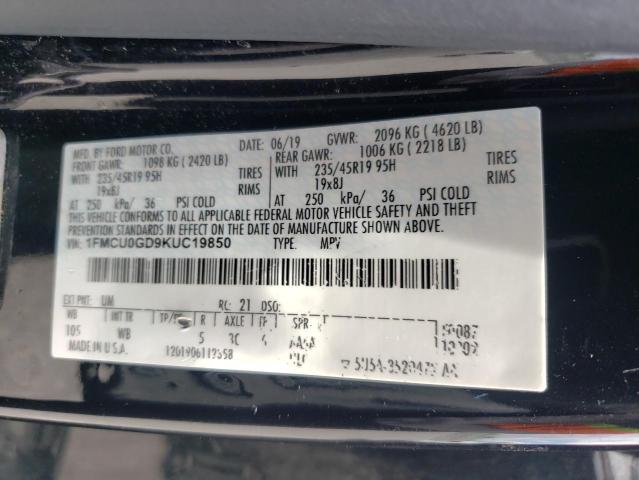 MFD. BY FORD MOTOR CO.
DATE: 06/19 GVWR: 2096 KG ( 4620 LB)
FRONT GAWR: 1098 KG ( 2420 LB) REAR GAWR: 1006 KG ( 2218 LB)
WITH 235/45R19 95H TIRES WITH 235/45R19 95H TIRES
19x8J RIMS 19x8J RIMS
AT 250 kPa/ 36 PSI COLD AT 250 kPa/ 36 PSI COLD
THIS VEHICLE CONFORMS TO ALL APPLICABLE FEDERAL MOTOR VEHICLE SAFETY AND THEFT
PREVENTION STANDARDS IN EFFECT ON THE DATE OF MANUFACTURE SHOWN ABOVE.
VIN: 1FMCU0GD9KUC19850 TYPE: MPV
EXT PNT: UM RC: 21 DSO:
WB INT TR R AXLE SPR
105 WB 5 3C
MADE IN U.S.A.